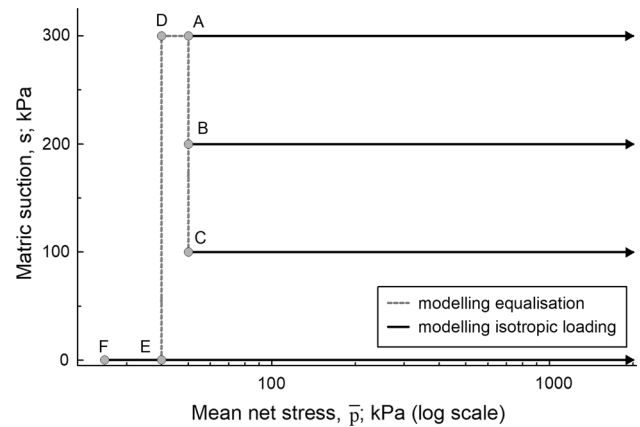 D A
300
B
200
C
100
F E
0
100 1000
Matric suction, s; kPa
Mean net stress, p̅; kPa (log scale)
modelling equalisation
modelling isotropic loading